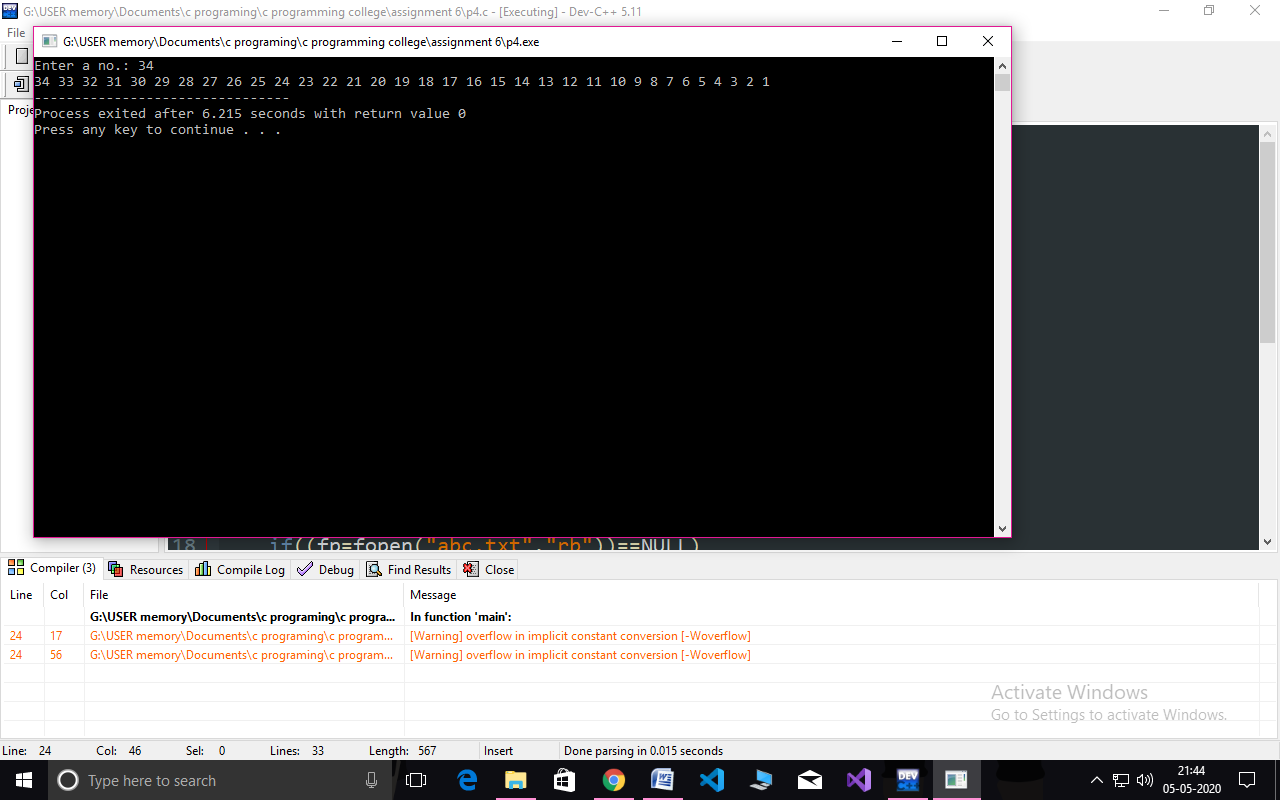 G:\USER memory\Documents\c programing\c programming college\assignment 6\p4.c - [Executing] - Dev-C++ 5.11
File
G:\USER memory\Documents\c programing\c programming college\assignment 6\p4.exe
Enter a no.: 34
34 33 32 31 30 29 28 27 26 25 24 23 22 21 20 19 18 17 16 15 14 13 12 11 10 9 8 7 6 5 4 3 2 1
--------------------------------
Process exited after 6.215 seconds with return value 0
Press any key to continue . . .
Proje
18 if((fp=fopen("abc.txt","rb"))==NULL)
Compiler (3) Resources Compile Log Debug Find Results Close
Line Col File Message
G:\USER memory\Documents\c programing\c progra... In function 'main':
24 17 G:\USER memory\Documents\c programing\c program... [Warning] overflow in implicit constant conversion [-Woverflow]
24 56 G:\USER memory\Documents\c programing\c program... [Warning] overflow in implicit constant conversion [-Woverflow]
Activate Windows
Go to Settings to activate Windows.
Line: 24 Col: 46 Sel: 0 Lines: 33 Length: 567 Insert Done parsing in 0.015 seconds
Type here to search
21:44
05-05-2020